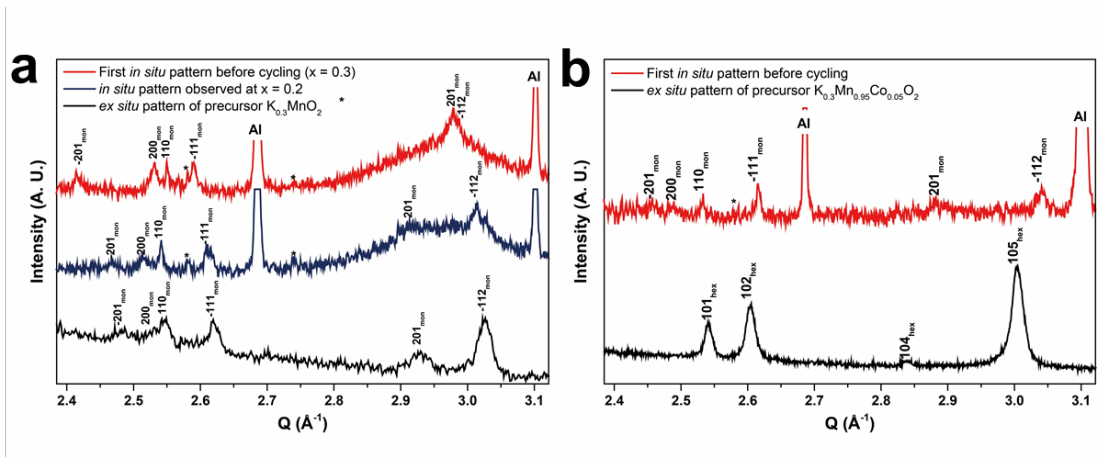 a
First in situ pattern before cycling (x = 0.3)
in situ pattern observed at x = 0.2
ex situ pattern of precursor K0.3MnO2 *
-201mon
200mon
110mon
*
-111mon
Al
*
201mon
-112mon
Al
-201mon
200mon
110mon
*
-111mon
*
-201mon
-112mon
-201mon
200mon
110mon
-111mon
201mon
-112mon
Intensity (A. U.)
2.4 2.5 2.6 2.7 2.8 2.9 3.0 3.1
Q (Å-1)
b
First in situ pattern before cycling
ex situ pattern of precursor K0.3Mn0.95Co0.05O2
-201mon
200mon
110mon
*
-111mon
Al
201mon
-112mon
Al
101hex
102hex
104hex
105hex
Intensity (A. U.)
2.4 2.5 2.6 2.7 2.8 2.9 3.0 3.1
Q (Å-1)